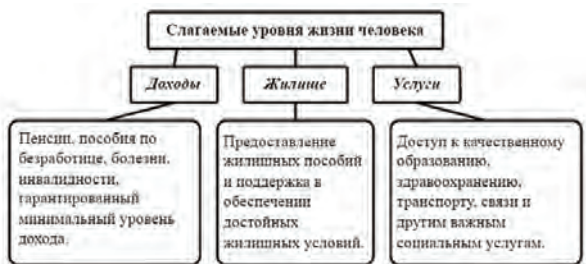 Слагаемые уровня жизни человека
Доходы
Жилище
Услуги
Пенсии, пособия по
безработице, болезни,
инвалидности,
гарантированный
минимальный уровень
дохода.
Предоставление
жилищных пособий
и поддержка в
обеспечении
достойных
жилищных условий.
Доступ к качественному
образованию,
здравоохранению,
транспорту, связи и
другим важным
социальным услугам.